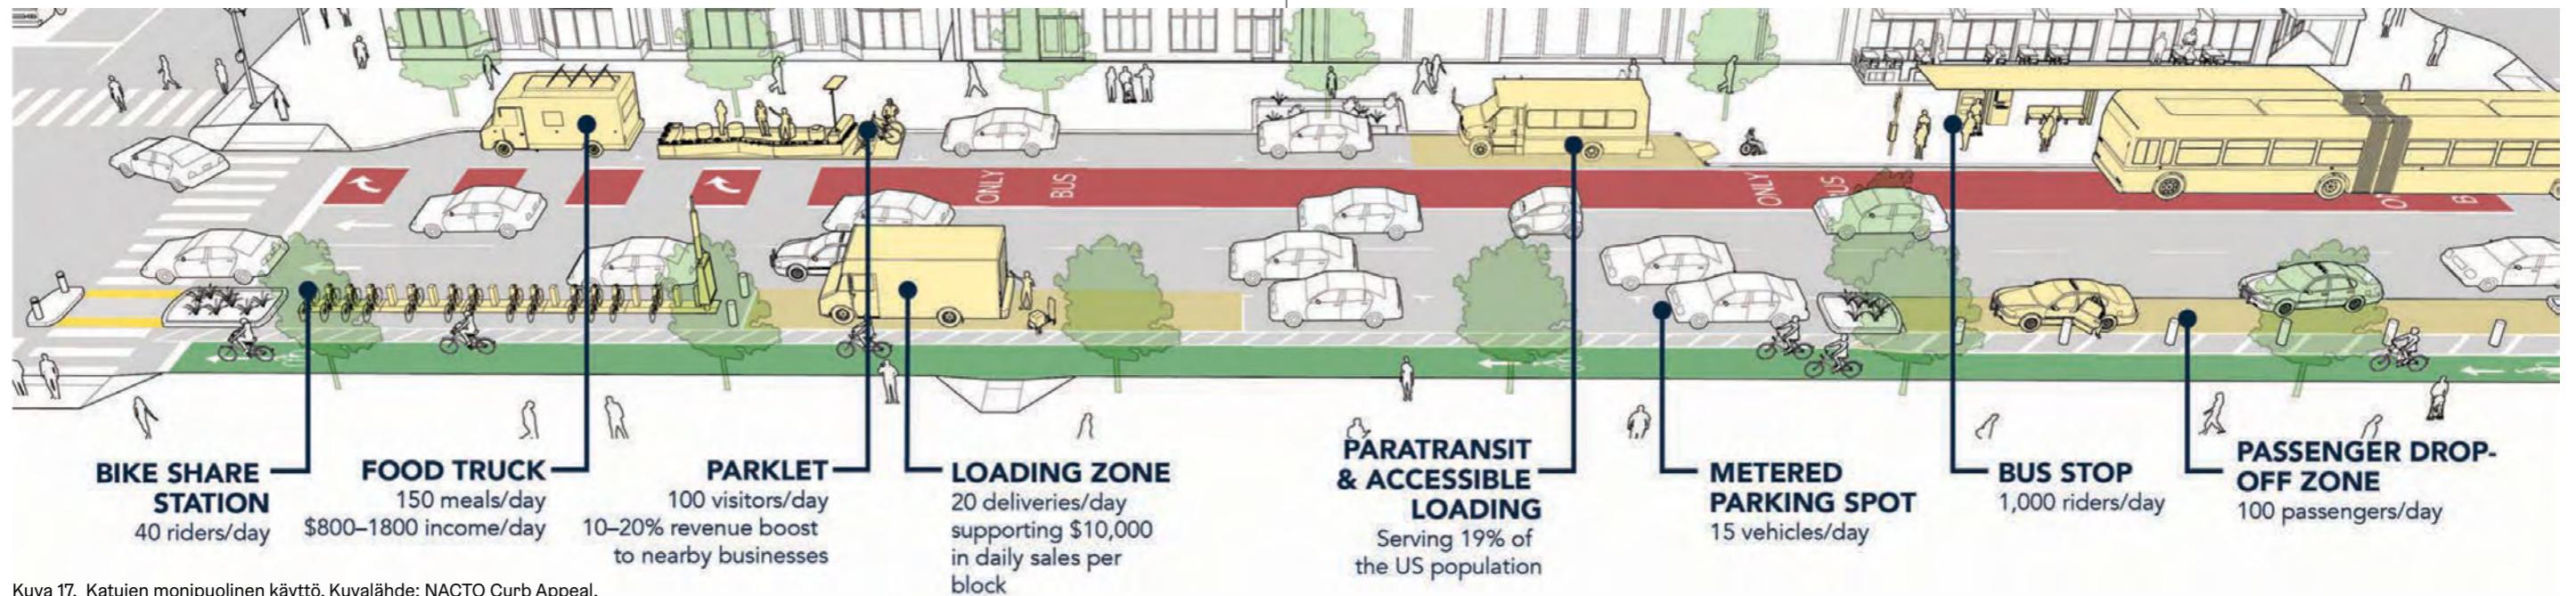 ONLY
BUS
ONLY
BUS
BIKE SHARE
STATION
40 riders/day
FOOD TRUCK
150 meals/day
$800–1800 income/day
PARKLET
100 visitors/day
10–20% revenue boost
to nearby businesses
LOADING ZONE
20 deliveries/day
supporting $10,000
in daily sales per
block
PARATRANSIT
& ACCESSIBLE
LOADING
Serving 19% of
the US population
METERED
PARKING SPOT
15 vehicles/day
BUS STOP
1,000 riders/day
PASSENGER DROP-
OFF ZONE
100 passengers/day
Kuva 17. Katujen monipuolinen käyttö. Kuvalähde: NACTO Curb Appeal.